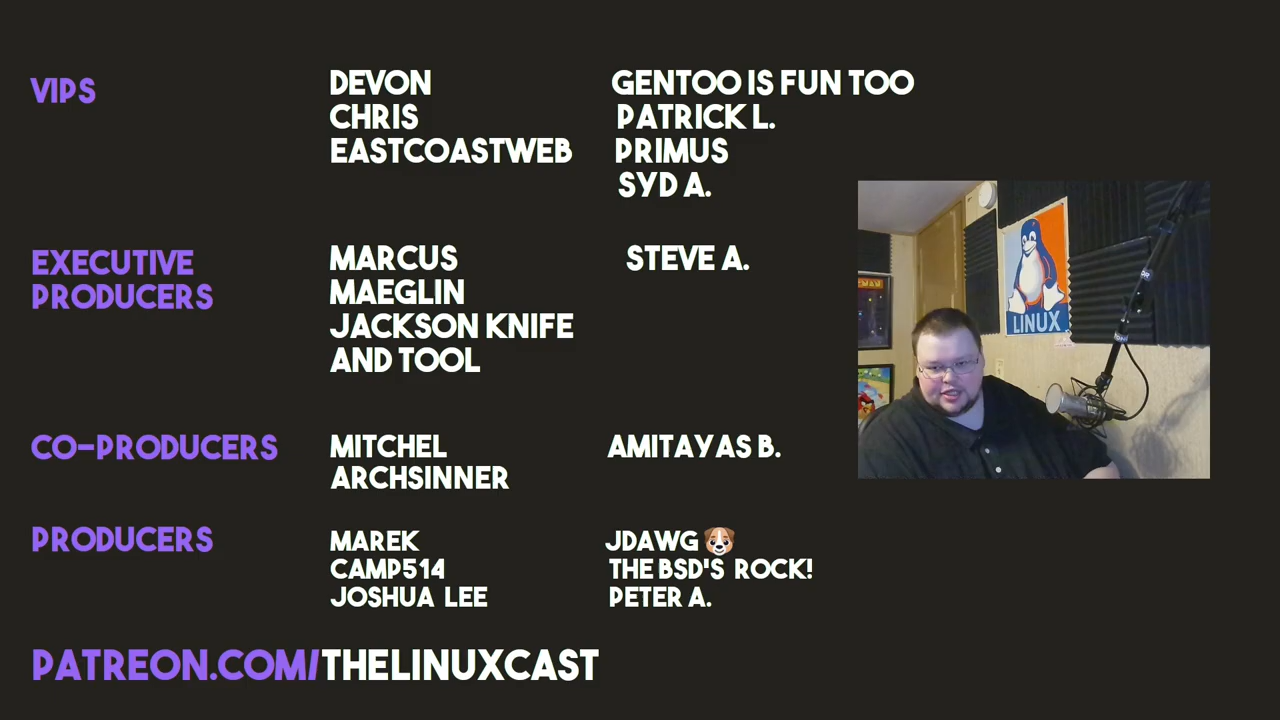 VIPS
DEVON
CHRIS
EASTCOASTWEB
GENTOO IS FUN TOO
PATRICK L.
PRIMUS
SYD A.
EXECUTIVE
PRODUCERS
MARCUS
MAEGLIN
JACKSON KNIFE
AND TOOL
STEVE A.
CO-PRODUCERS
MITCHEL
ARCHSINNER
AMITAYAS B.
PRODUCERS
MAREK
CAMP514
JOSHUA LEE
JDAWG 🐶
THE BSD'S ROCK!
PETER A.
PATREON.COM/THELINUXCAST
LINUX